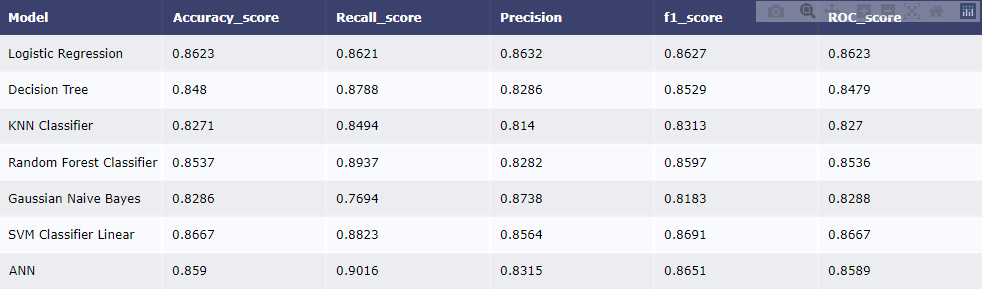 Model Accuracy_score Recall_score Precision f1_score ROC_score
Logistic Regression 0.8623 0.8621 0.8632 0.8627 0.8623
Decision Tree 0.848 0.8788 0.8286 0.8529 0.8479
KNN Classifier 0.8271 0.8494 0.814 0.8313 0.827
Random Forest Classifier 0.8537 0.8937 0.8282 0.8597 0.8536
Gaussian Naive Bayes 0.8286 0.7694 0.8738 0.8183 0.8288
SVM Classifier Linear 0.8667 0.8823 0.8564 0.8691 0.8667
ANN 0.859 0.9016 0.8315 0.8651 0.8589